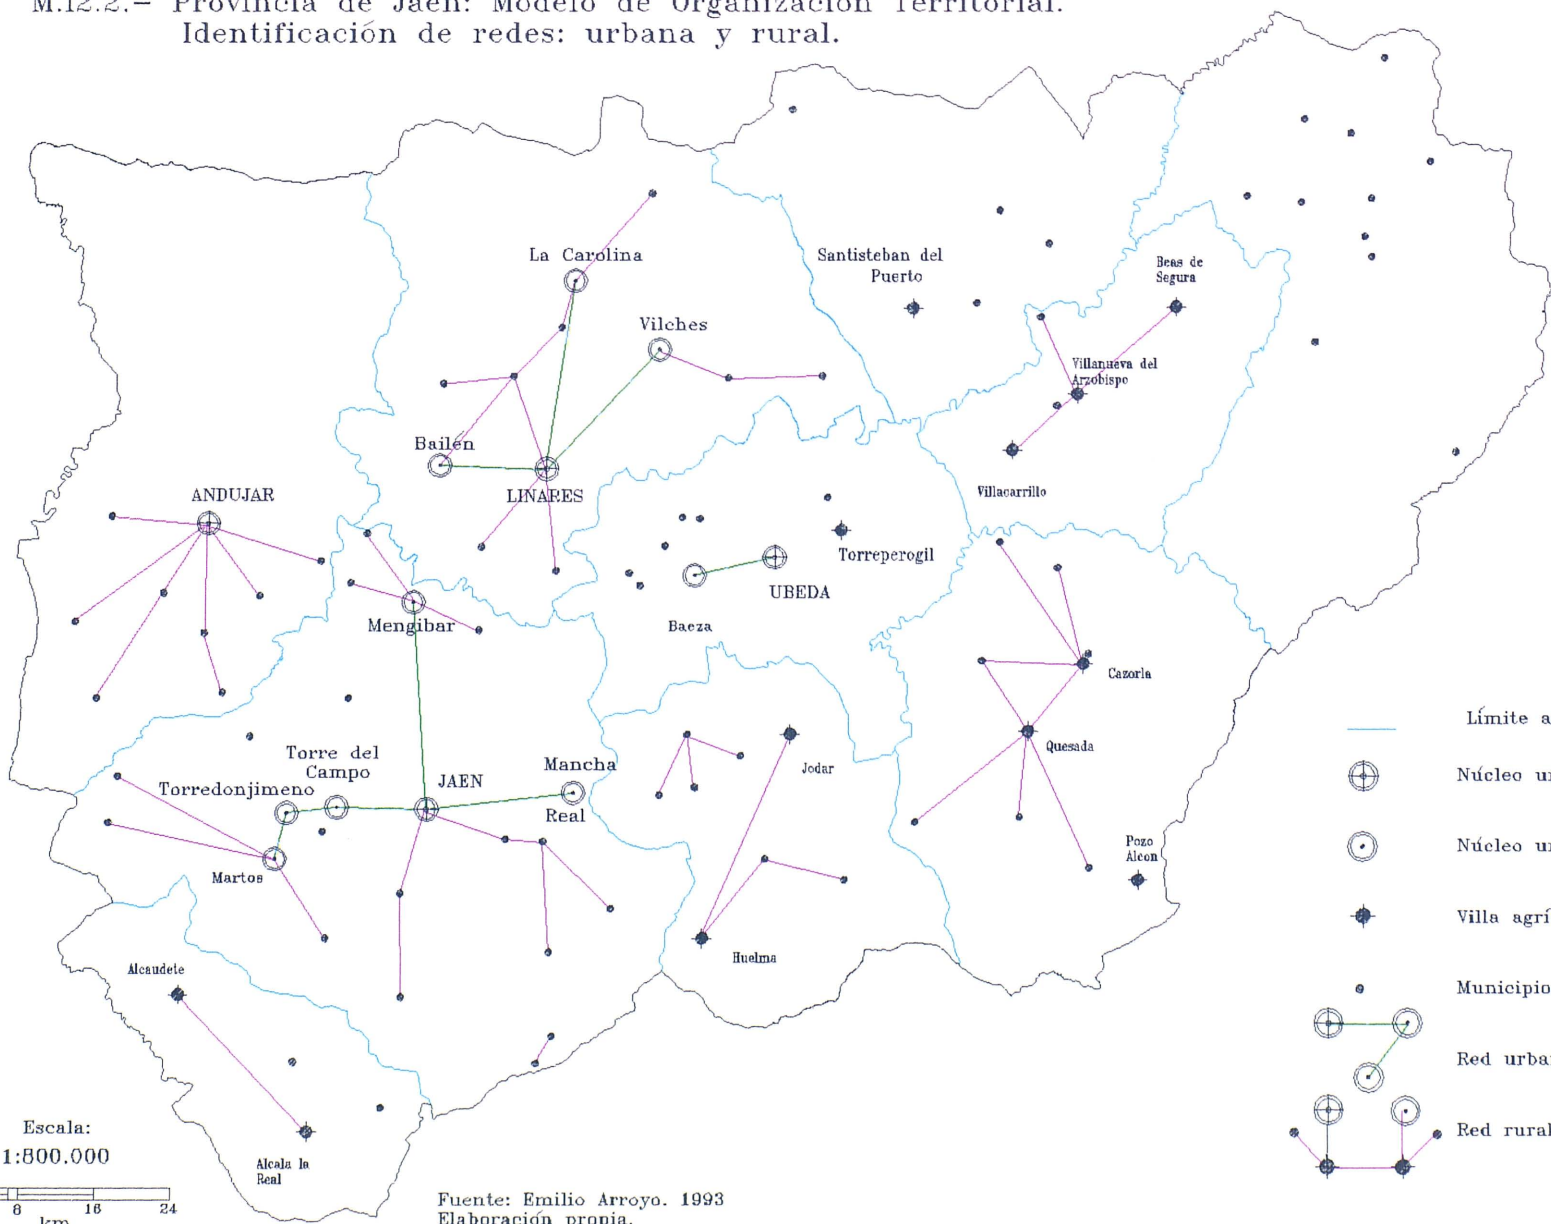 M.12.2.- Provincia de Jaén: Modelo de Organización Territorial.
Identificación de redes: urbana y rural.
La Carolina
Vilches
Bailén
LINARES
Santisteban del
Puerto
Beas de
Segura
Villanueva del
Arzobispo
Villacarrillo
ANDUJAR
Torreperogil
UBEDA
Baeza
Mengibar
Cazorla
Quesada
Pozo
Alcon
Jodar
Huelma
Torre del
Campo
Torredonjimeno
JAEN
Mancha
Real
Martos
Alcaudete
Alcala la
Real
Límite a
Núcleo u
Núcleo u
Villa agrí
Municipio
Red urba
Red rural
Escala:
1:800.000
8 16 24
km
Fuente: Emilio Arroyo. 1993
Elaboración propia.